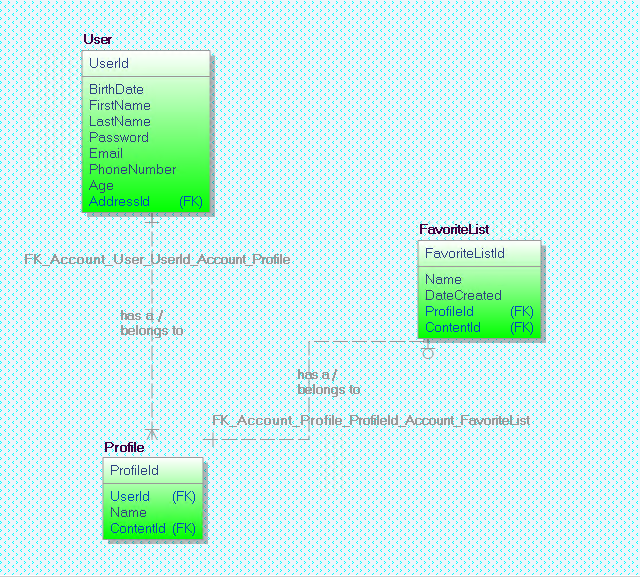 User
UserId
BirthDate
FirstName
LastName
Password
Email
PhoneNumber
Age
AddressId (FK)
FK_Account_User_UserId_Account_Profile
has a /
belongs to
FavoriteList
FavoriteListId
Name
DateCreated
ProfileId (FK)
ContentId (FK)
has a /
belongs to
FK_Account_Profile_ProfileId_Account_FavoriteList
Profile
ProfileId
UserId (FK)
Name
ContentId (FK)